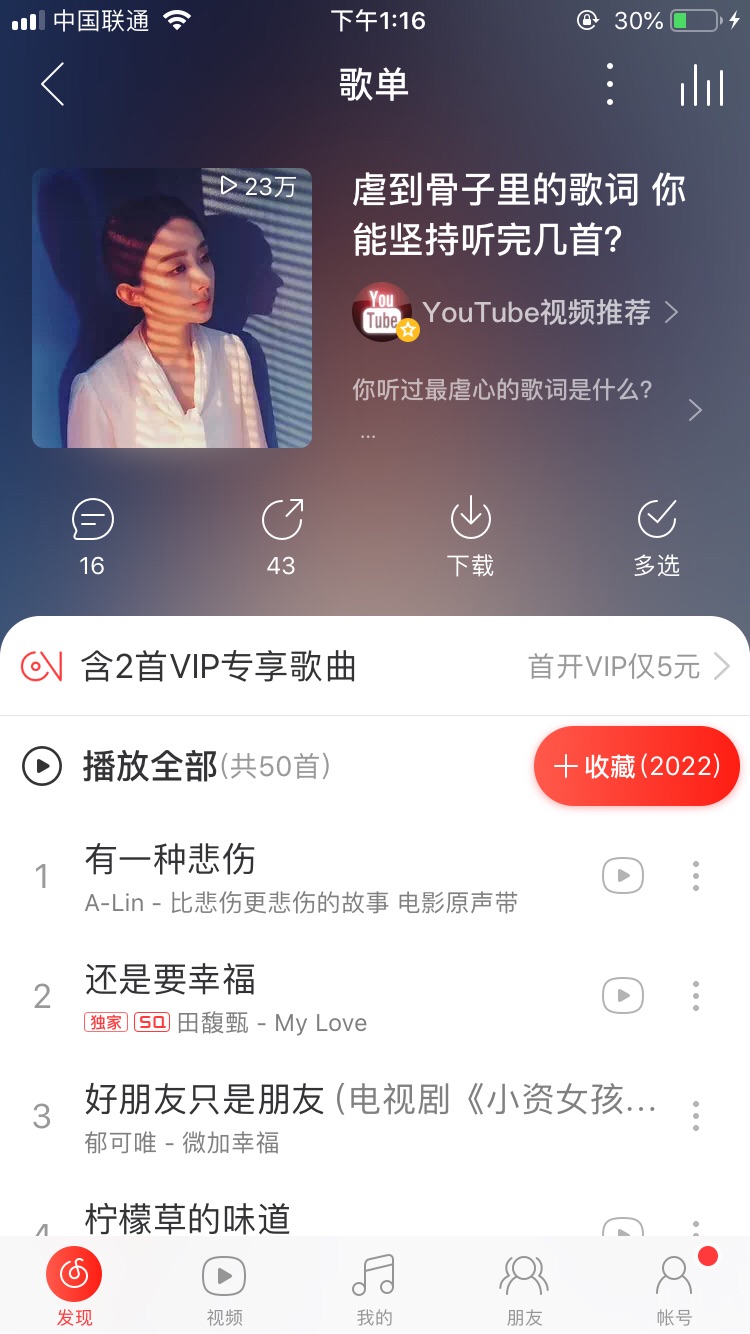 中国联通 下午1:16 30%
歌单
23万
虐到骨子里的歌词 你
能坚持听完几首?
You
Tube
YouTube视频推荐
你听过最虐心的歌词是什么?
...
16 43 下载 多选
含2首VIP专享歌曲 首开VIP仅5元
播放全部(共50首) +收藏(2022)
1 有一种悲伤
A-Lin - 比悲伤更悲伤的故事 电影原声带
2 还是要幸福
独家 SQ 田馥甄 - My Love
3 好朋友只是朋友 (电视剧《小资女孩...
郁可唯 - 微加幸福
4 柠檬草的味道
发现 视频 我的 朋友 帐号